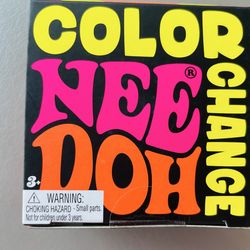 COLOR
CHANGE
NEE®
DOH
3+
WARNING:
CHOKING HAZARD - Small parts.
Not for children under 3 years.